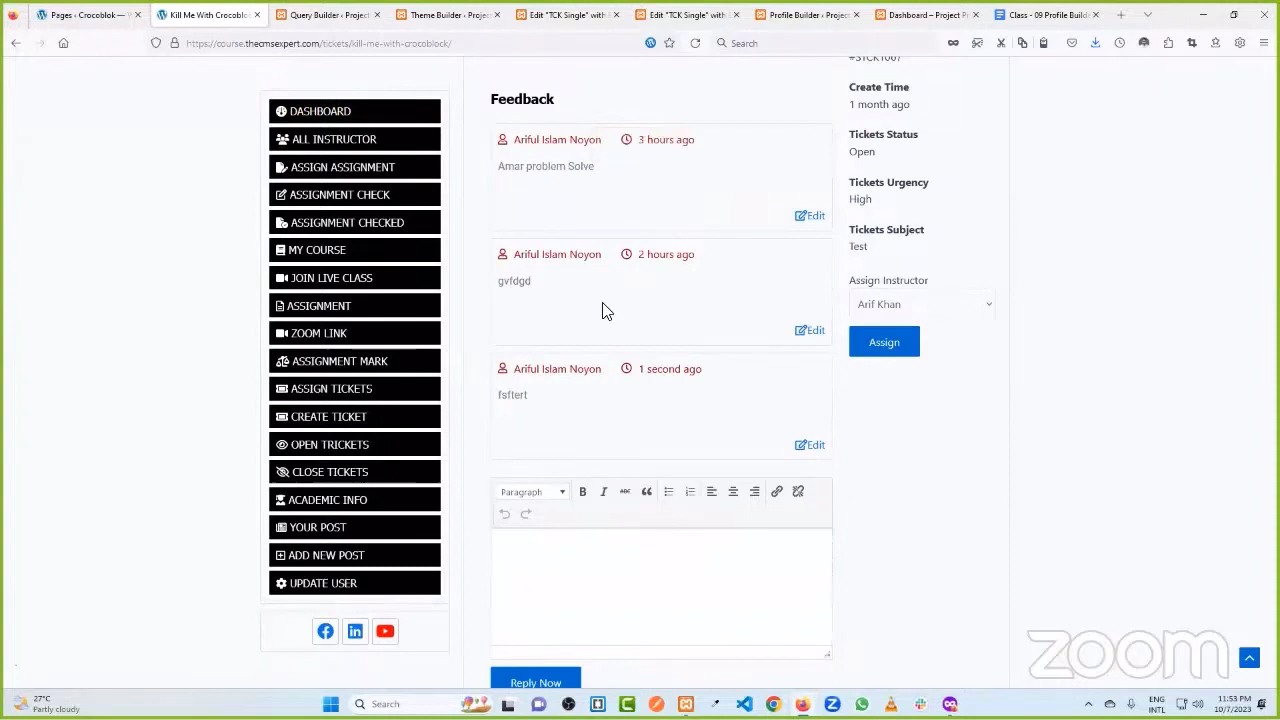 Pages ‹ Project
Kill Me With Crocoblo
Query Builder ‹ Projec
Theme Builder ‹ Projec
Edit "TCK Single" with E
Edit "TCK Single" with E
Profile Builder ‹ Project
Dashboard ‹ Project Pr
Class - 09 Profile Builde
https://course.thecmsexpert.com/tickets/kill-me-with-crocoblock/
Search
DASHBOARD
ALL INSTRUCTOR
ASSIGN ASSIGNMENT
ASSIGNMENT CHECK
ASSIGNMENT CHECKED
MY COURSE
JOIN LIVE CLASS
ASSIGNMENT
ZOOM LINK
ASSIGNMENT MARK
ASSIGN TICKETS
CREATE TICKET
OPEN TRICKETS
CLOSE TICKETS
ACADEMIC INFO
YOUR POST
ADD NEW POST
UPDATE USER
Feedback
Ariful Islam Noyon 3 hours ago
Amar problem Solve
Edit
Ariful Islam Noyon 2 hours ago
gvfdgd
Edit
Ariful Islam Noyon 1 second ago
fsftert
Edit
Paragraph B I ABC
Reply Now
Create Time
1 month ago
Tickets Status
Open
Tickets Urgency
High
Tickets Subject
Test
Assign Instructor
Arif Khan
Assign
zoom
27°C
Partly cloudy
Search
ENG
INTL
11:53 PM
10/7/2023